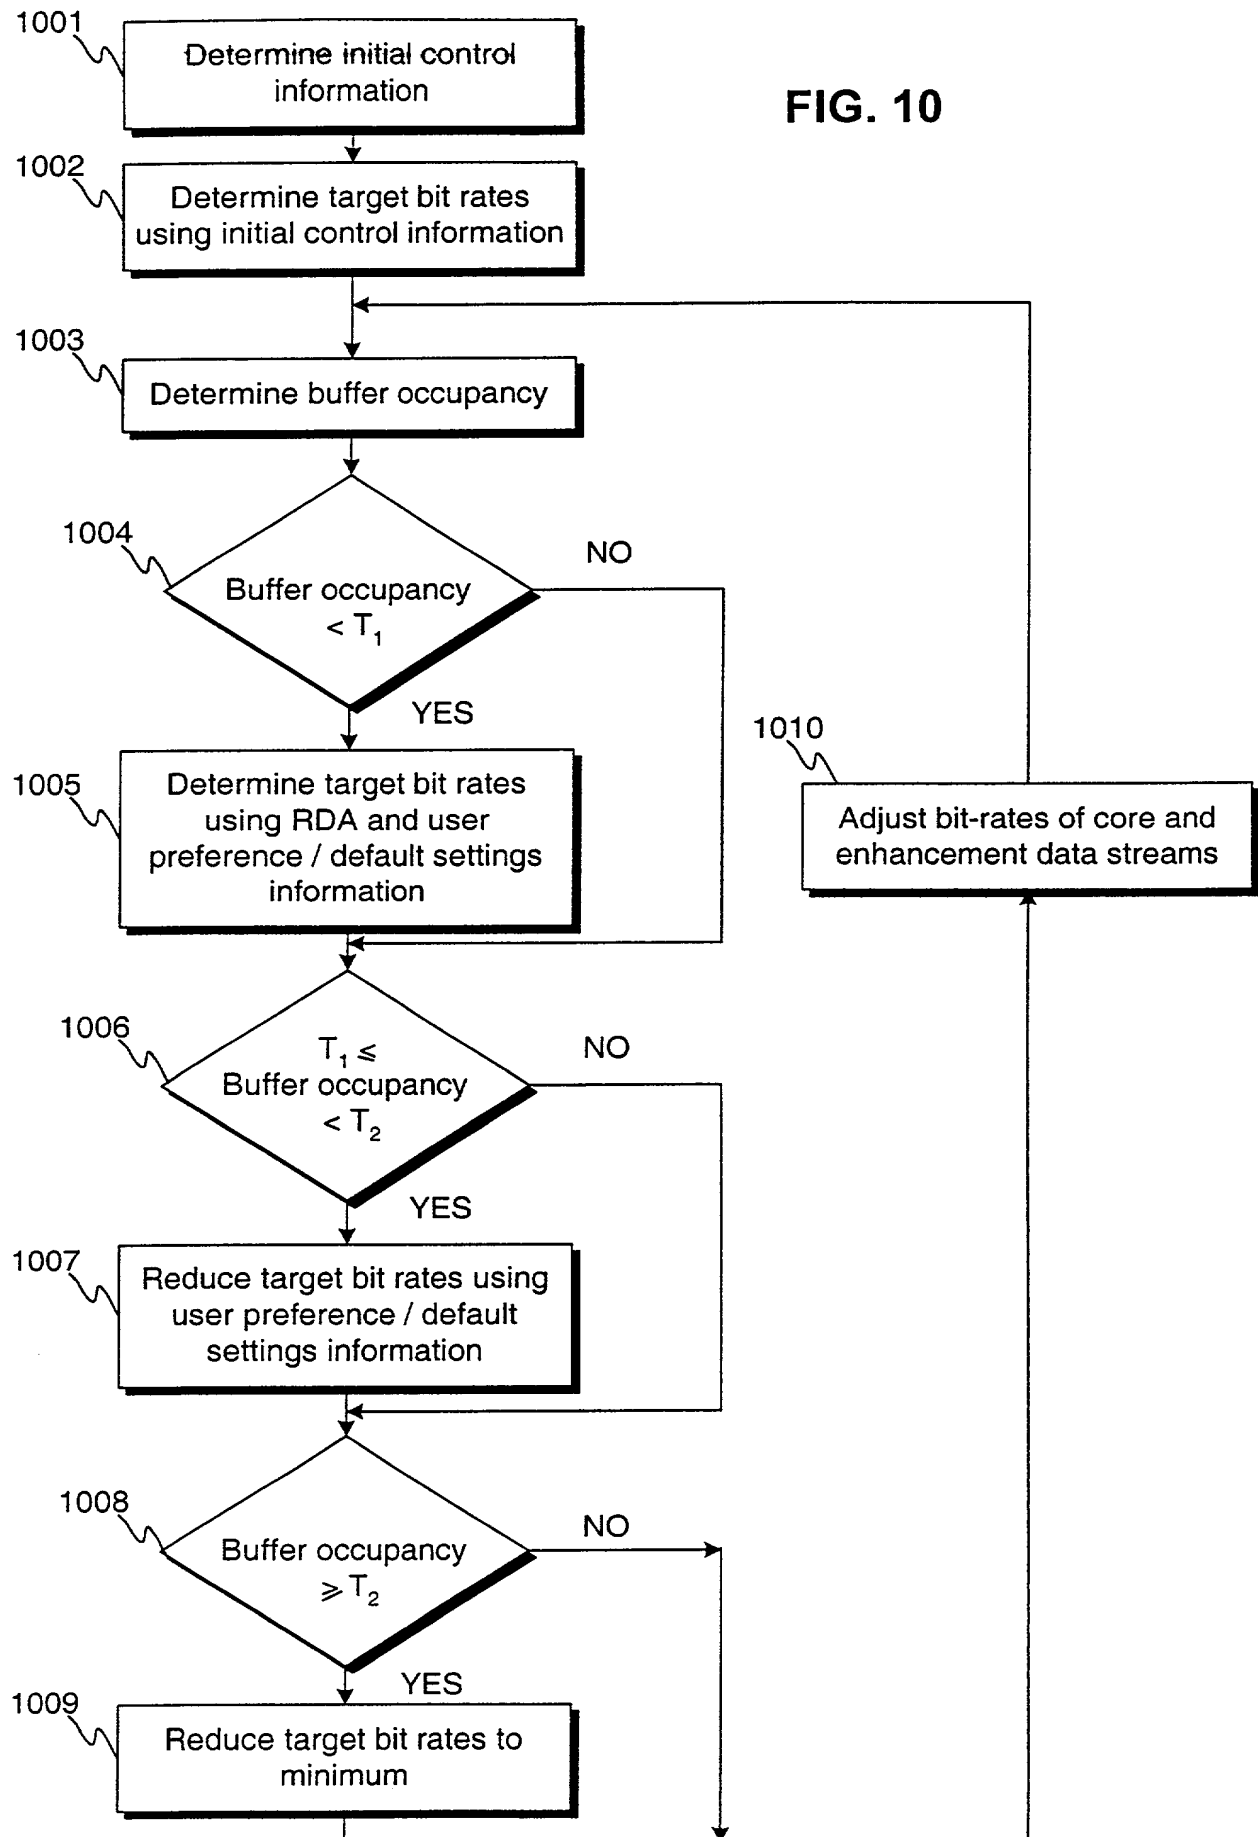 1001
Determine initial control
information
FIG. 10
1002
Determine target bit rates
using initial control information
1003
Determine buffer occupancy
1004
NO
Buffer occupancy
< T1
YES
1005
Determine target bit rates
using RDA and user
preference / default settings
information
1010
Adjust bit-rates of core and
enhancement data streams
1006
NO
T1 ⩽
Buffer occupancy
< T2
YES
1007
Reduce target bit rates using
user preference / default
settings information
1008
NO
Buffer occupancy
⩾ T2
YES
1009
Reduce target bit rates to
minimum